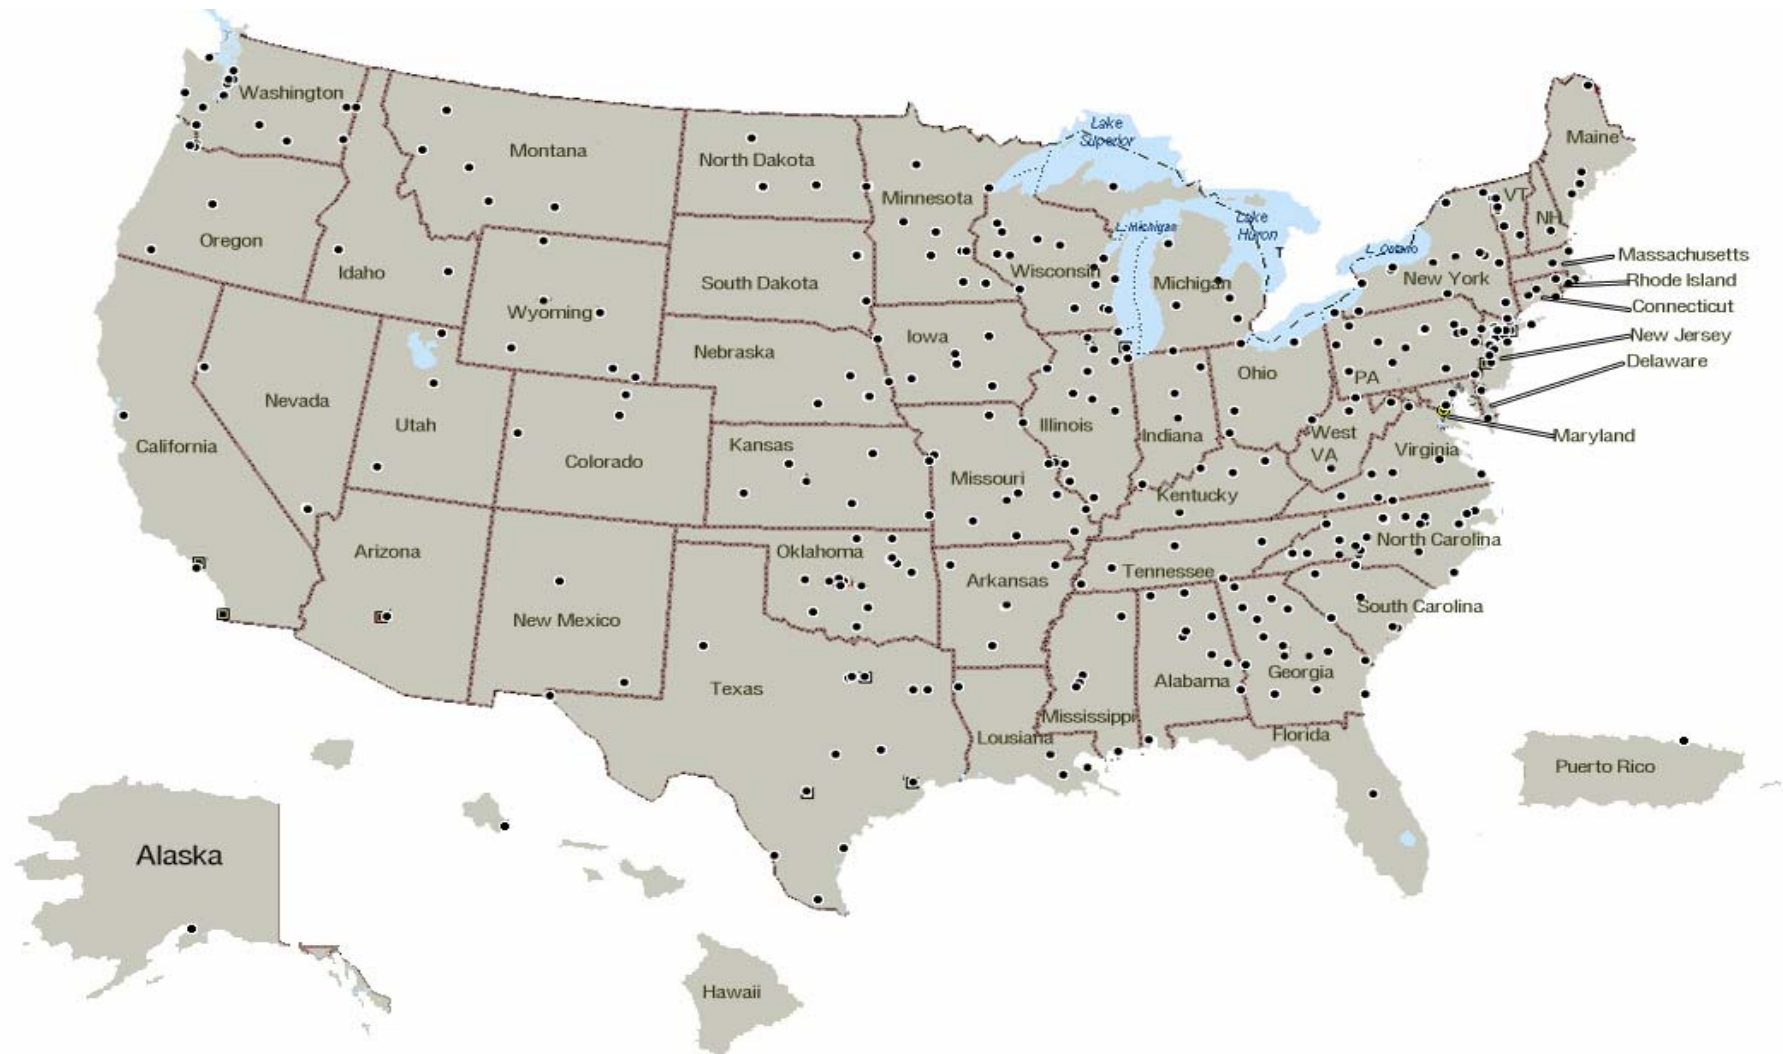 Washington
Montana
North Dakota
Minnesota
Lake
Superior
Maine
Oregon
Idaho
South Dakota
Wyoming
Wisconsin
L. Michigan
Michigan
Lake
Huron
T
L. Ontario
New York
VT
NH
Massachusetts
Rhode Island
Connecticut
New Jersey
Delaware
Maryland
Nebraska
Iowa
Nevada
Utah
California
Colorado
Kansas
Missouri
Illinois
Indiana
Ohio
PA
West
VA
Virginia
Kentucky
Arizona
New Mexico
Oklahoma
Arkansas
Tennessee
North Carolina
South Carolina
Texas
Lousiana
Mississippi
Alabama
Georgia
Florida
Puerto Rico
Alaska
Hawaii